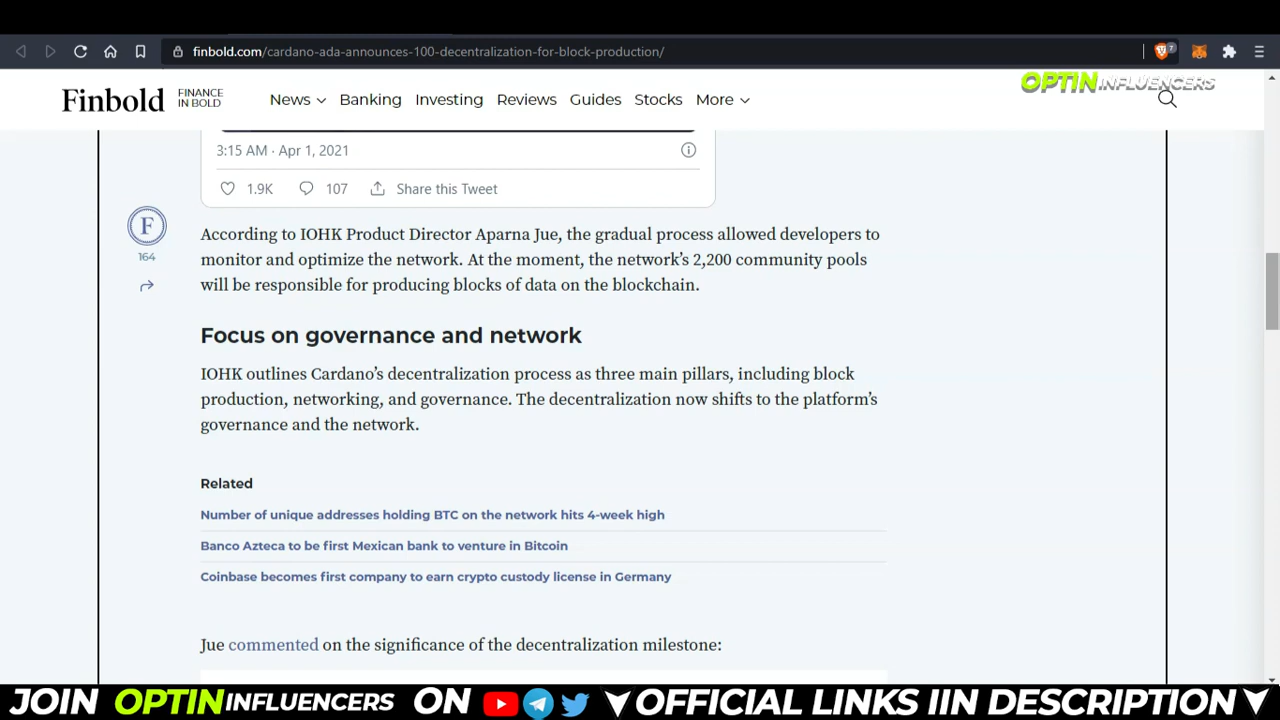 finbold.com/cardano-ada-announces-100-decentralization-for-block-production/
7
OPTIN INFLUENCERS
Finbold FINANCE IN BOLD News Banking Investing Reviews Guides Stocks More
3:15 AM · Apr 1, 2021
1.9K 107 Share this Tweet
F
164
According to IOHK Product Director Aparna Jue, the gradual process allowed developers to
monitor and optimize the network. At the moment, the network’s 2,200 community pools
will be responsible for producing blocks of data on the blockchain.
Focus on governance and network
IOHK outlines Cardano’s decentralization process as three main pillars, including block
production, networking, and governance. The decentralization now shifts to the platform’s
governance and the network.
Related
Number of unique addresses holding BTC on the network hits 4-week high
Banco Azteca to be first Mexican bank to venture in Bitcoin
Coinbase becomes first company to earn crypto custody license in Germany
Jue commented on the significance of the decentralization milestone:
JOIN OPTIN INFLUENCERS ON OFFICIAL LINKS IIN DESCRIPTION